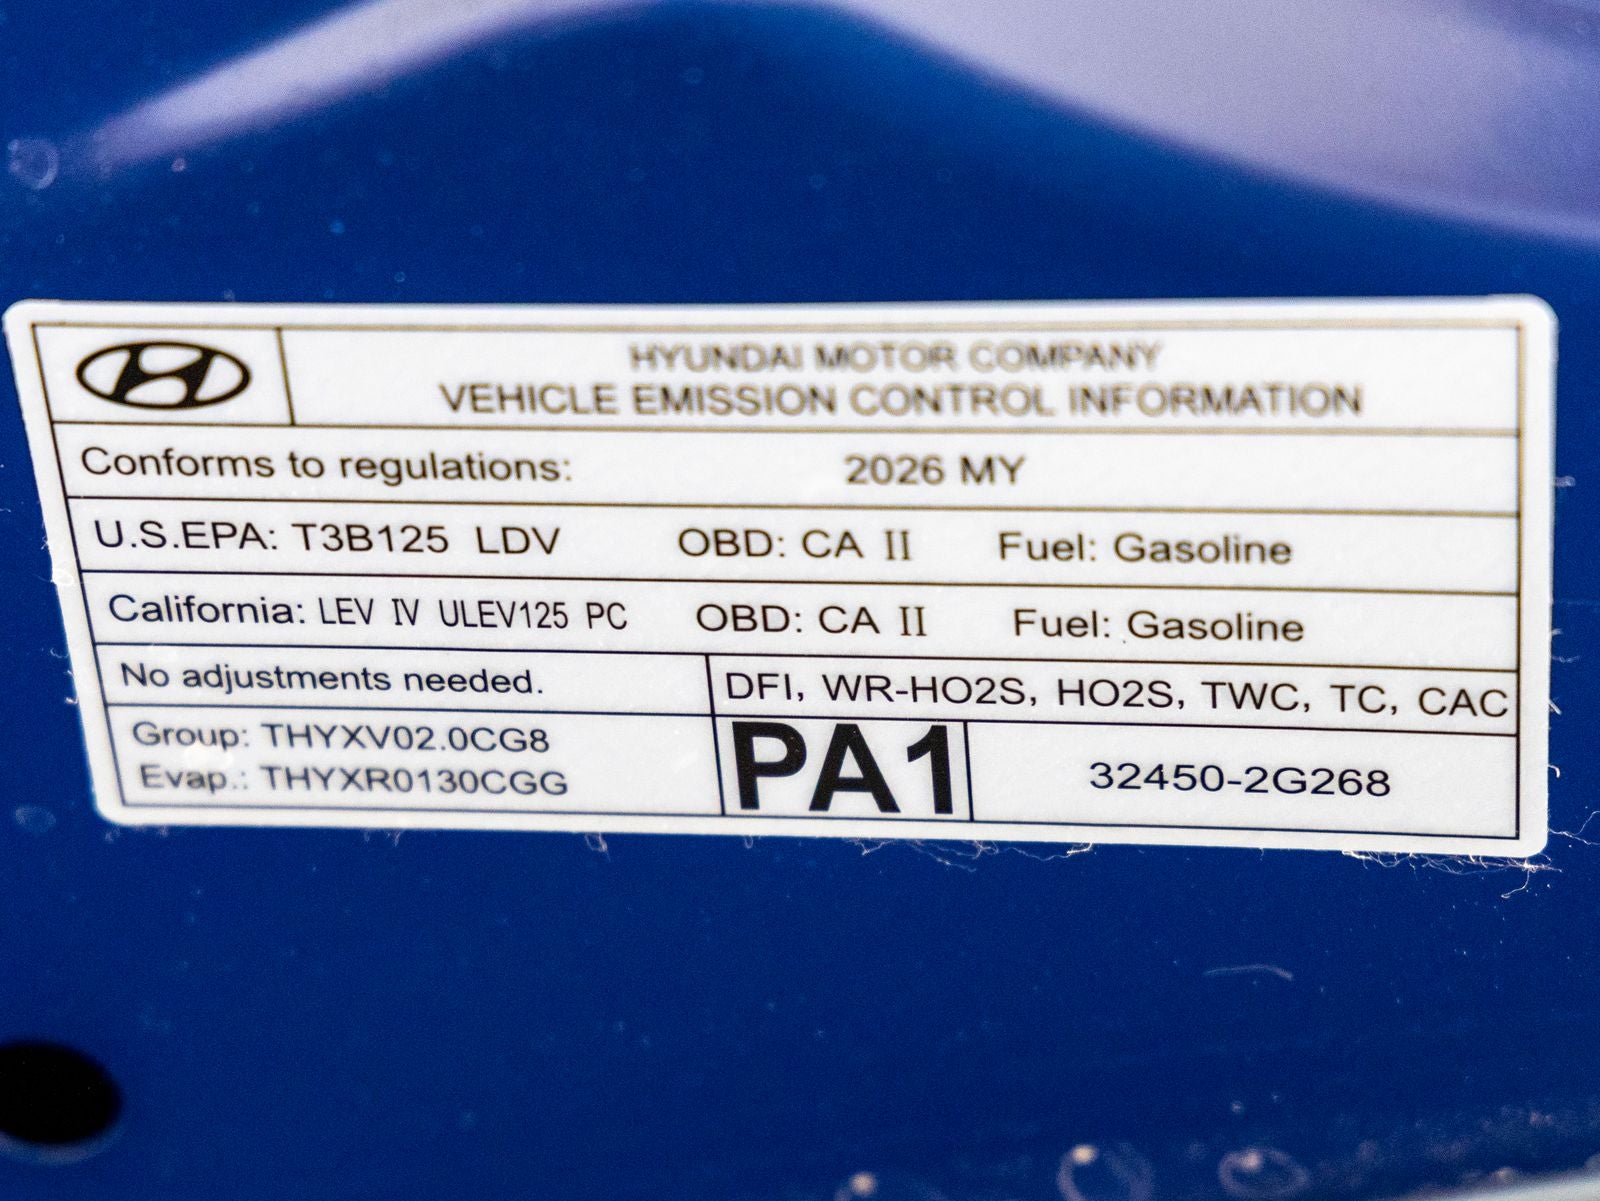 HYUNDAI MOTOR COMPANY
VEHICLE EMISSION CONTROL INFORMATION
Conforms to regulations: 2026 MY
U.S.EPA: T3B125 LDV OBD: CA II Fuel: Gasoline
California: LEV IV ULEV125 PC OBD: CA II Fuel: Gasoline
No adjustments needed. DFI, WR-HO2S, HO2S, TWC, TC, CAC
Group: THYXV02.0CG8
Evap.: THYXR0130CGG
PA1
32450-2G268